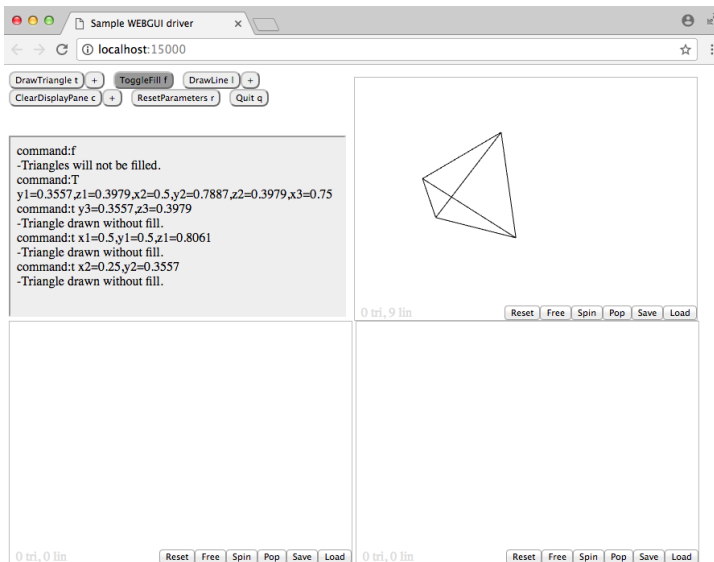 Sample WEBGUI driver
localhost:15000
DrawTriangle t + ToggleFill f DrawLine l +
ClearDisplayPane c + ResetParameters r Quit q
command:f
-Triangles will not be filled.
command:T
y1=0.3557,z1=0.3979,x2=0.5,y2=0.7887,z2=0.3979,x3=0.75
command:t y3=0.3557,z3=0.3979
-Triangle drawn without fill.
command:t x1=0.5,y1=0.5,z1=0.8061
-Triangle drawn without fill.
command:t x2=0.25,y2=0.3557
-Triangle drawn without fill.
0 tri, 9 lin Reset Free Spin Pop Save Load
0 tri, 0 lin Reset Free Spin Pop Save Load
0 tri, 0 lin Reset Free Spin Pop Save Load